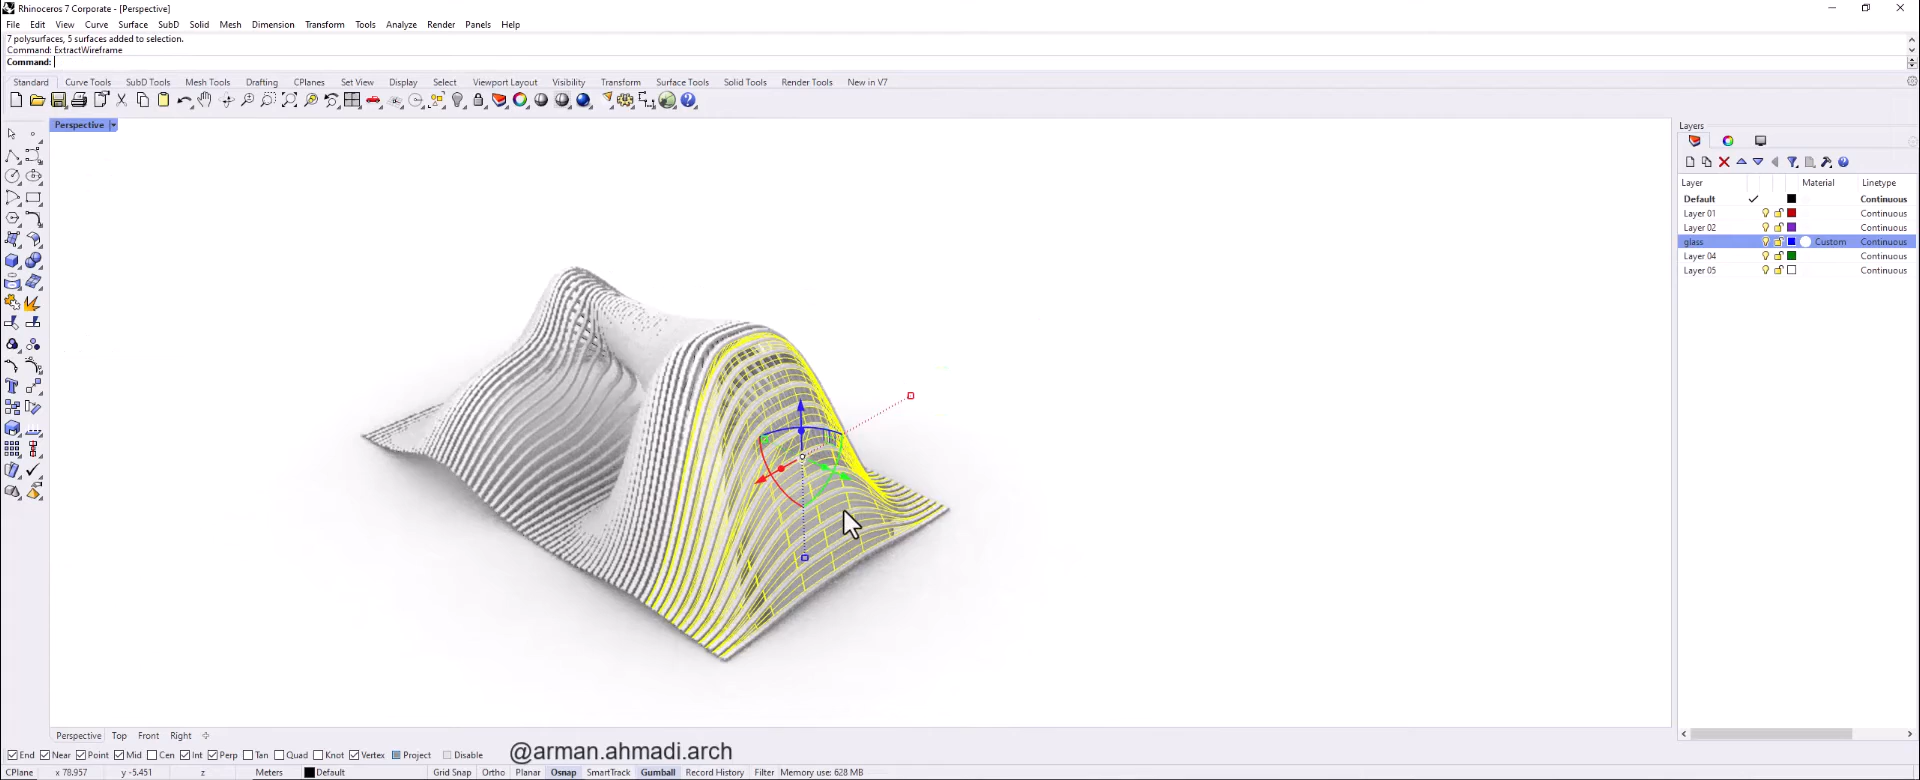 Rhinoceros 7 Corporate - [Perspective]
File Edit View Curve Surface SubD Solid Mesh Dimension Transform Tools Analyze Render Panels Help
7 polysurfaces, 5 surfaces added to selection.
Command: ExtractWireframe
Command:
Standard Curve Tools SubD Tools Mesh Tools Drafting CPlanes Set View Display Select Viewport Layout Visibility Transform Surface Tools Solid Tools Render Tools New in V7
Perspective
Layers
Layer Material Linetype
Default Continuous
Layer 01 Continuous
Layer 02 Continuous
glass Custom Continuous
Layer 04 Continuous
Layer 05 Continuous
Perspective Top Front Right
End Near Point Mid Cen Int Perp Tan Quad Knot Vertex Project Disable
@arman.ahmadi.arch
CPlane x 78.957 y -5.451 z Meters Default Grid Snap Ortho Planar Osnap SmartTrack Gumball Record History Filter Memory use: 628 MB